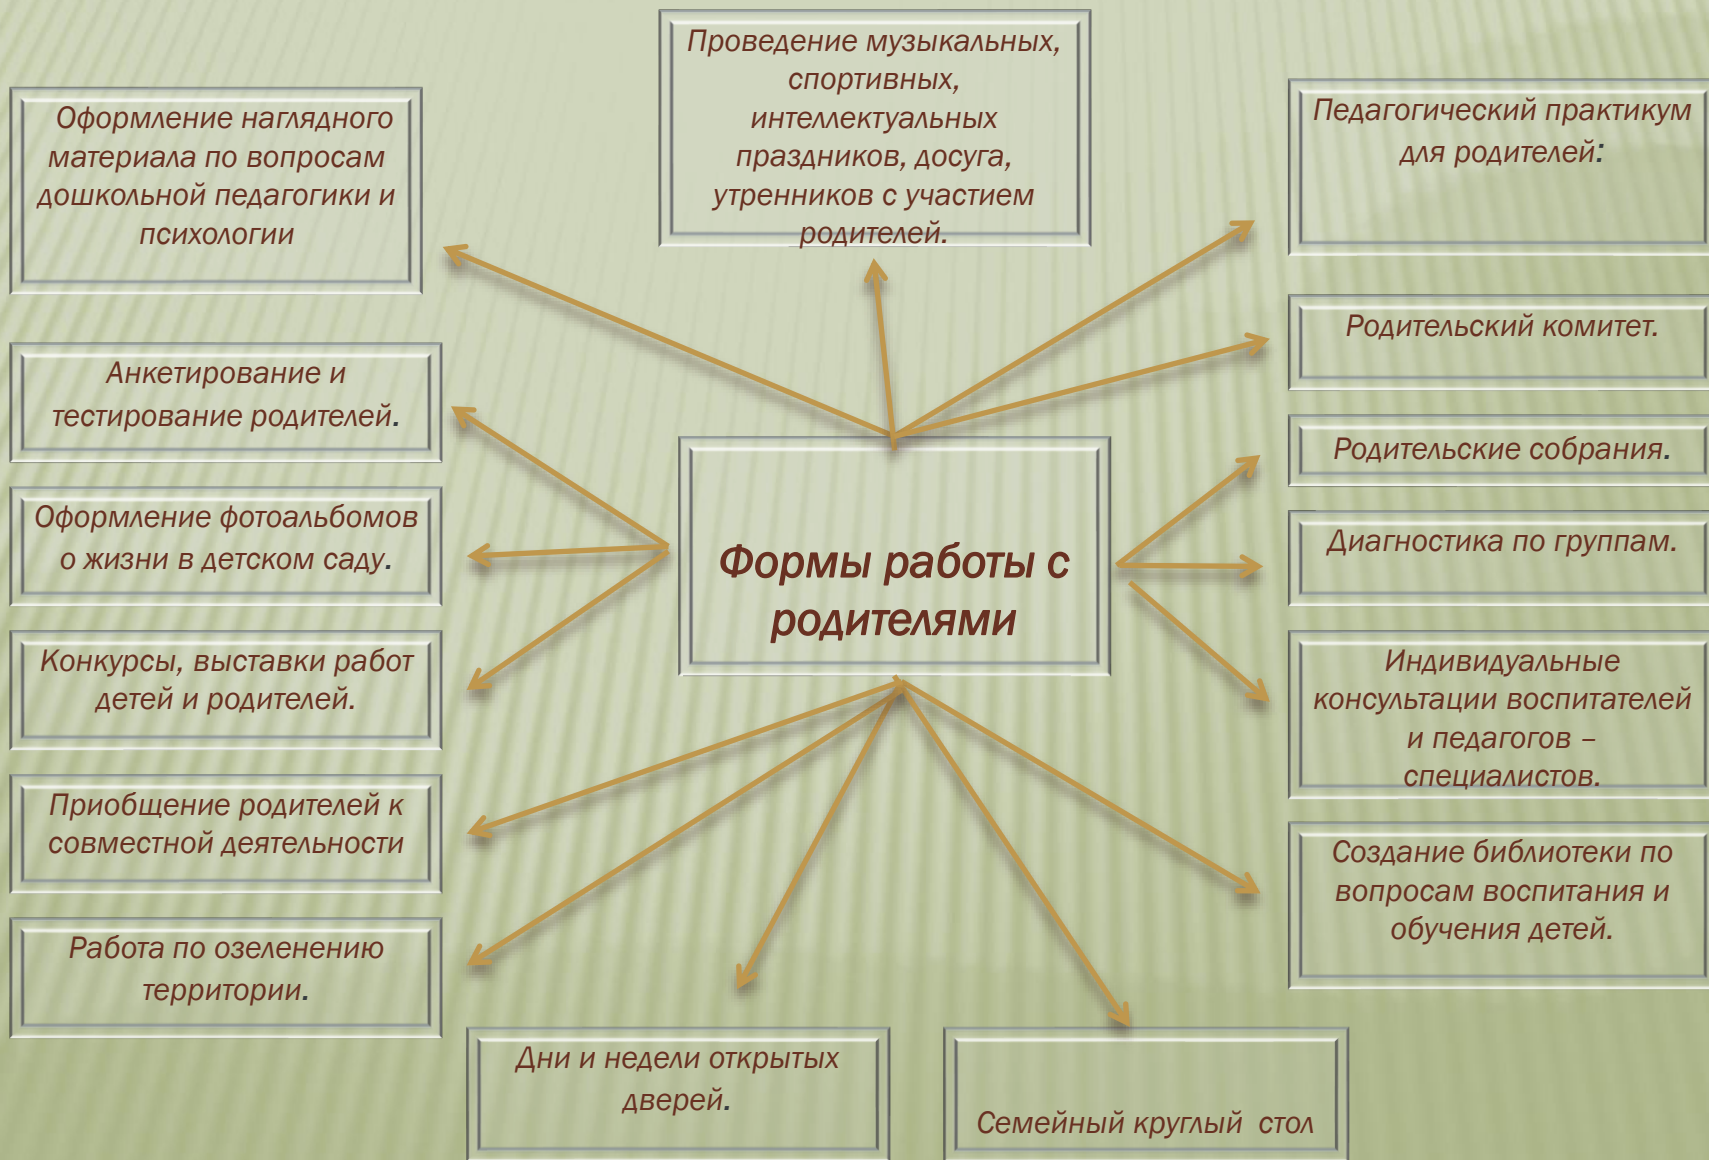 Проведение музыкальных,
спортивных,
интеллектуальных
праздников, досуга,
утренников с участием
родителей.
Оформление наглядного
материала по вопросам
дошкольной педагогики и
психологии
Педагогический практикум
для родителей:
Родительский комитет.
Анкетирование и
тестирование родителей.
Родительские собрания.
Оформление фотоальбомов
о жизни в детском саду.
Формы работы с
родителями
Диагностика по группам.
Конкурсы, выставки работ
детей и родителей.
Индивидуальные
консультации воспитателей
и педагогов –
специалистов.
Приобщение родителей к
совместной деятельности
Создание библиотеки по
вопросам воспитания и
обучения детей.
Работа по озеленению
территории.
Дни и недели открытых
дверей.
Семейный круглый  стол